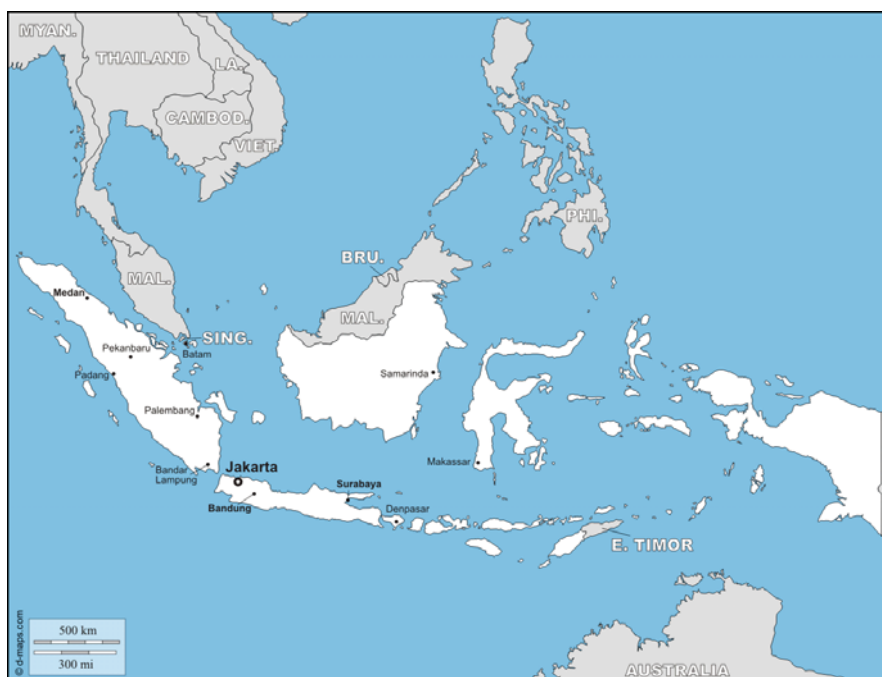 MYAN.
THAILAND
LA.
CAMBOD.
VIET.
PHI.
BRU.
MAL.
MAL.
Medan
SING.
Batam
Pekanbaru
Padang
Samarinda
Palembang
Makassar
Bandar
Lampung
Jakarta
Surabaya
Bandung
Denpasar
E. TIMOR
500 km
300 mi
© d-maps.com
AUSTRALIA